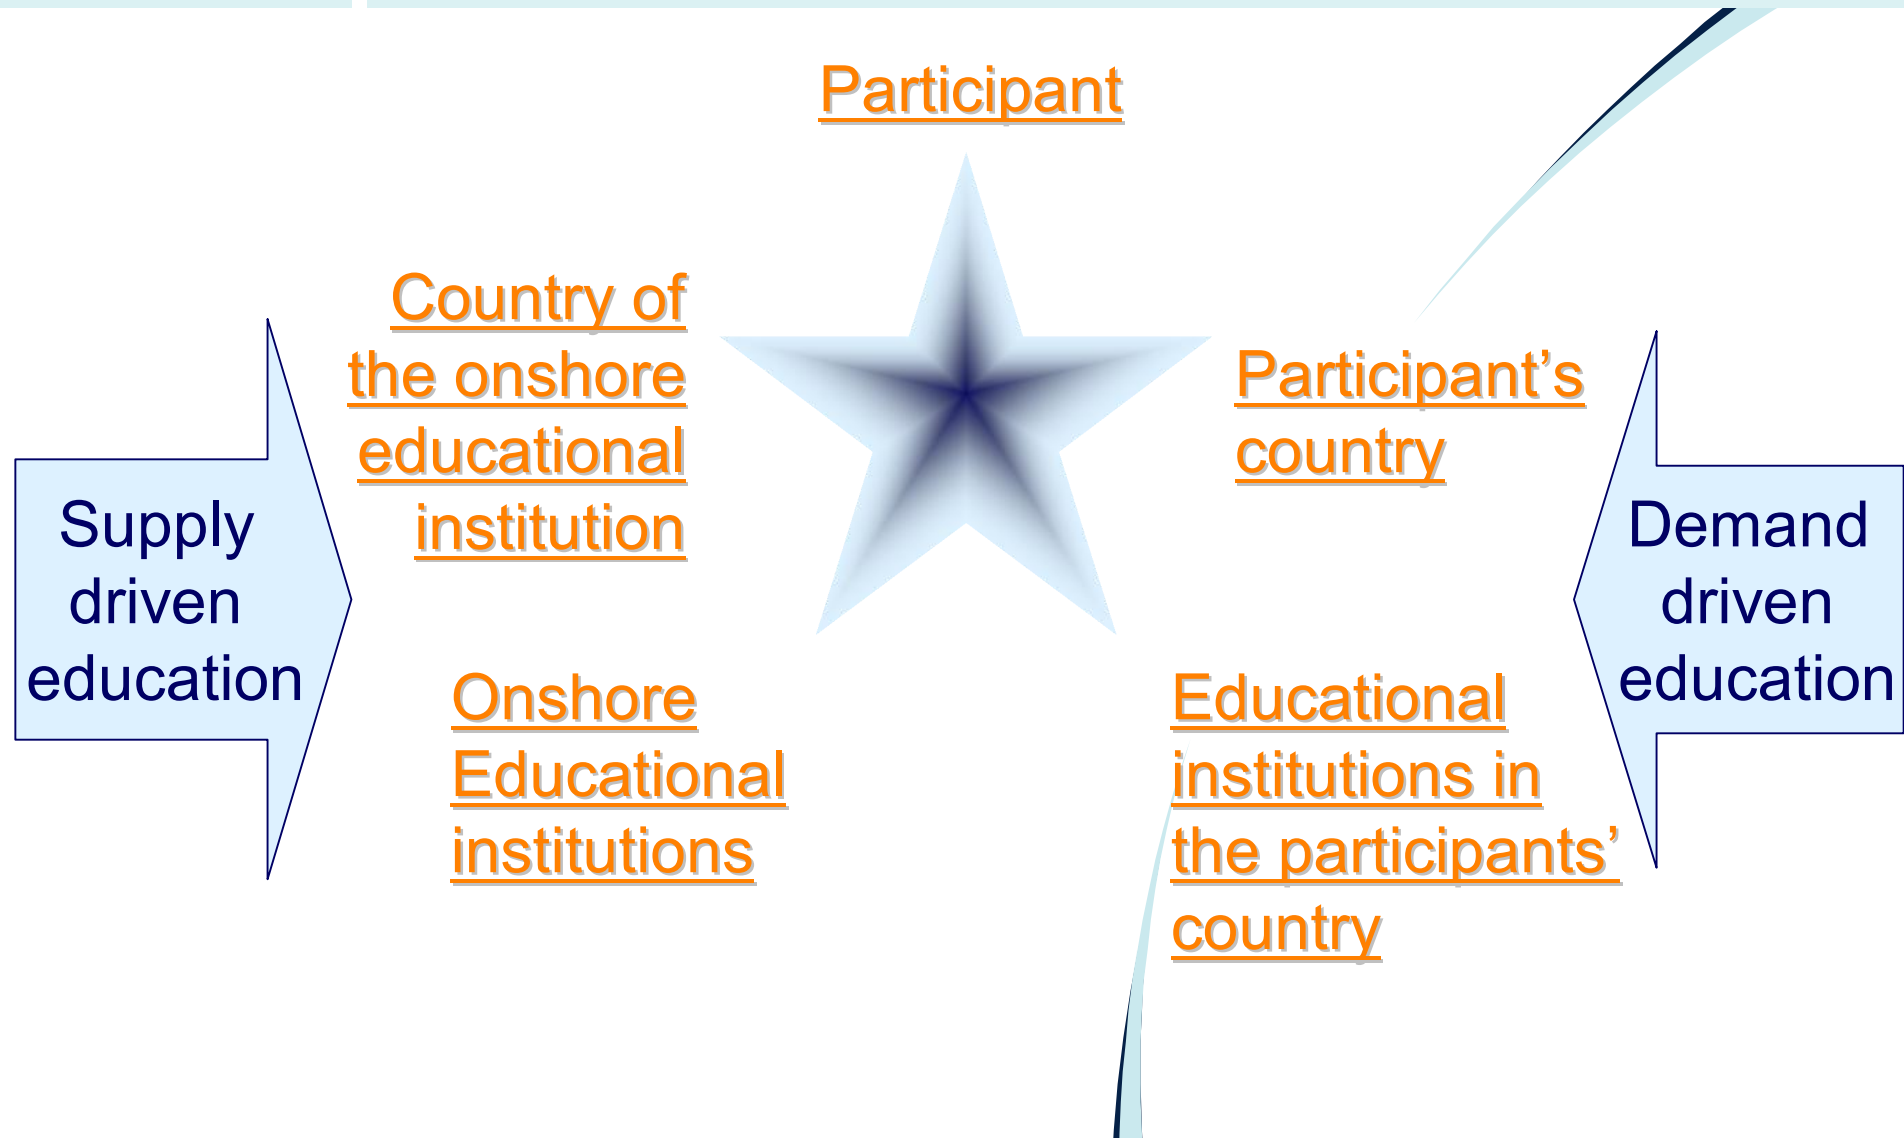 Participant
Country of
the onshore
educational
institution
Participant’s
country
Supply
driven
education
Demand
driven
education
Onshore
Educational
institutions
Educational
institutions in
the participants’
country